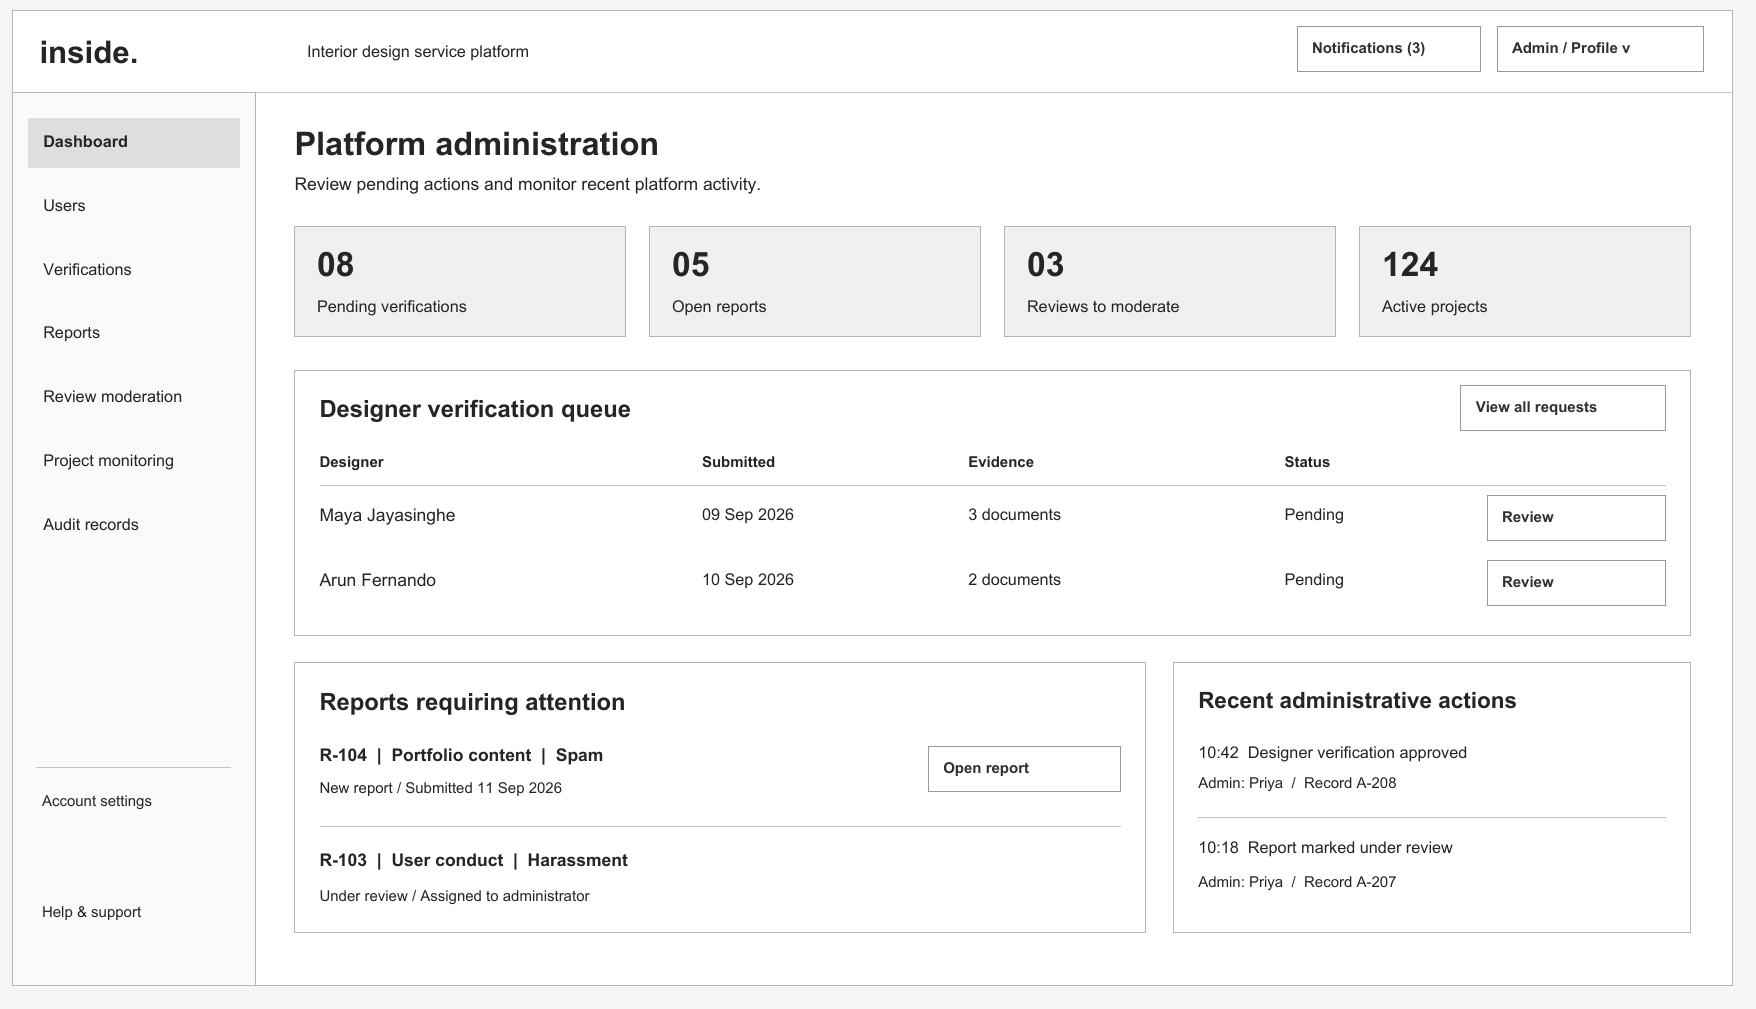 inside.
Interior design service platform
Notifications (3)
Admin / Profile v
Dashboard
Users
Verifications
Reports
Review moderation
Project monitoring
Audit records
Account settings
Help & support
Platform administration
Review pending actions and monitor recent platform activity.
08
Pending verifications
05
Open reports
03
Reviews to moderate
124
Active projects
Designer verification queue
View all requests
Designer Submitted Evidence Status
Maya Jayasinghe 09 Sep 2026 3 documents Pending Review
Arun Fernando 10 Sep 2026 2 documents Pending Review
Reports requiring attention
R-104 | Portfolio content | Spam
New report / Submitted 11 Sep 2026
Open report
R-103 | User conduct | Harassment
Under review / Assigned to administrator
Recent administrative actions
10:42 Designer verification approved
Admin: Priya / Record A-208
10:18 Report marked under review
Admin: Priya / Record A-207